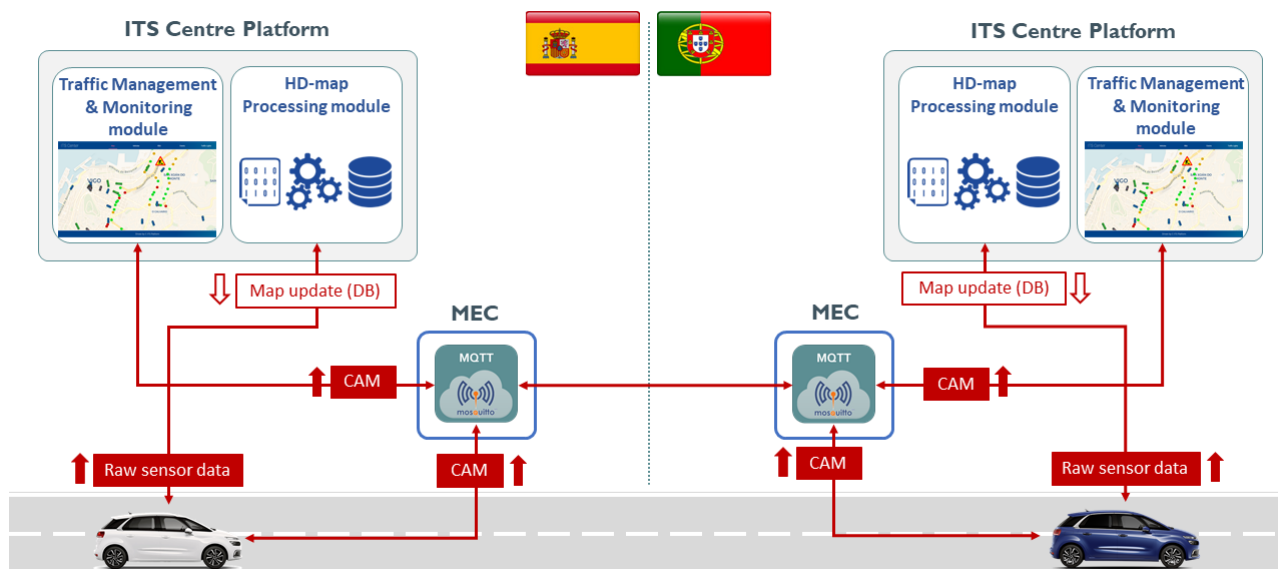 ITS Centre Platform
Traffic Management
& Monitoring
module
HD-map
Processing module
VIGO
Map update (DB)
MEC
MQTT
mosquitto
CAM
Raw sensor data
CAM
ITS Centre Platform
HD-map
Processing module
Traffic Management
& Monitoring
module
VIGO
Map update (DB)
MEC
MQTT
mosquitto
CAM
CAM
Raw sensor data